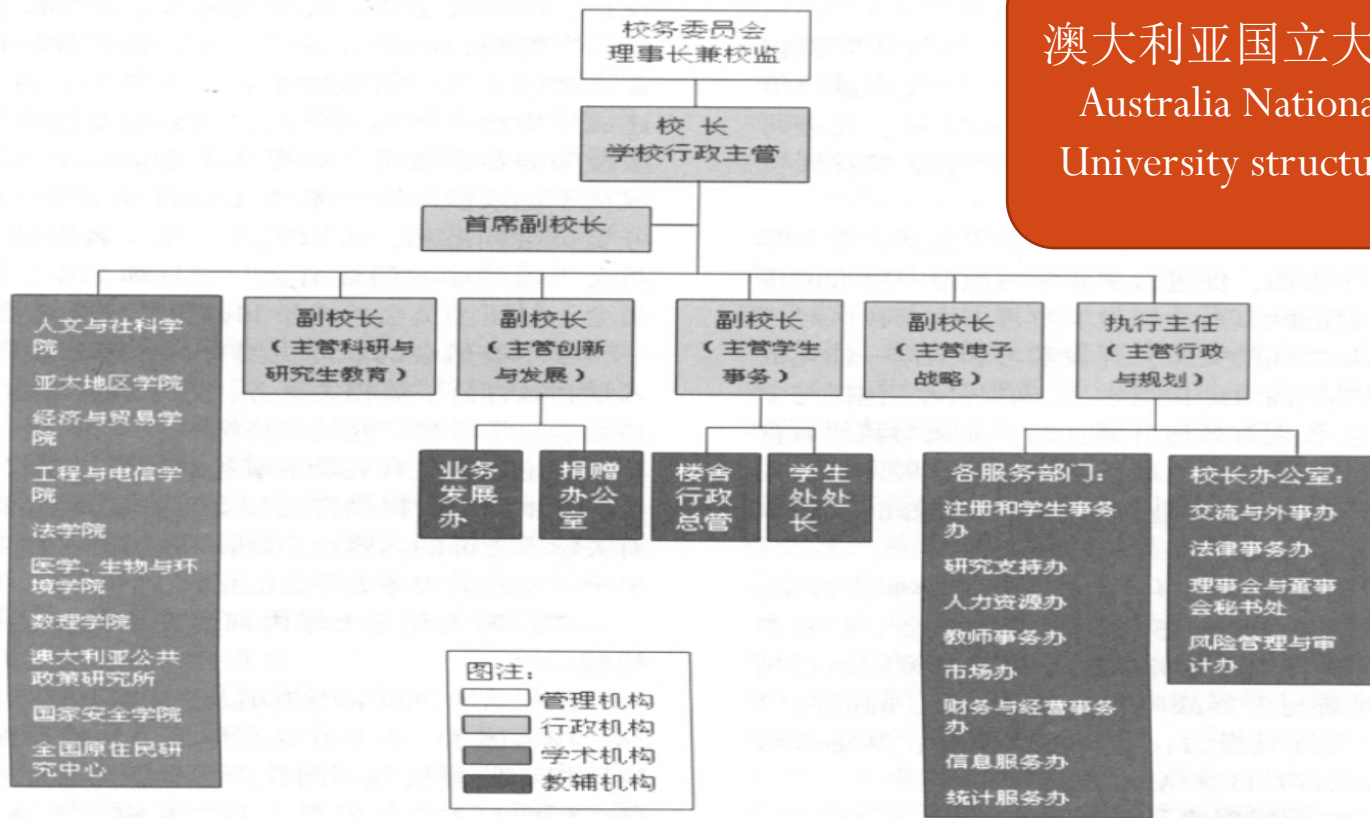 澳大利亚国立大
Australia Nationa
University structu
校务委员会
理事长兼校监
校 长
学校行政主管
首席副校长
人文与社科学
院
亚太地区学院
经济与贸易学
院
工程与电信学
院
法学院
医学、生物与环
境学院
数理学院
澳大利亚公共
政策研究所
国家安全学院
全国原住民研
究中心
副校长
（主管科研与
研究生教育）
副校长
（主管创新
与发展）
副校长
（主管学生
事务）
副校长
（主管电子
战略）
执行主任
（主管行政
与规划）
业务
发展
办
捐赠
办公
室
楼舍
行政
总管
学生
处处
长
各服务部门：
注册和学生事务
办
研究支持办
人力资源办
教师事务办
市场办
财务与经营事务
办
信息服务办
统计服务办
校长办公室：
交流与外事办
法律事务办
理事会与董事
会秘书处
风险管理与审
计办
图注：
管理机构
行政机构
学术机构
教辅机构